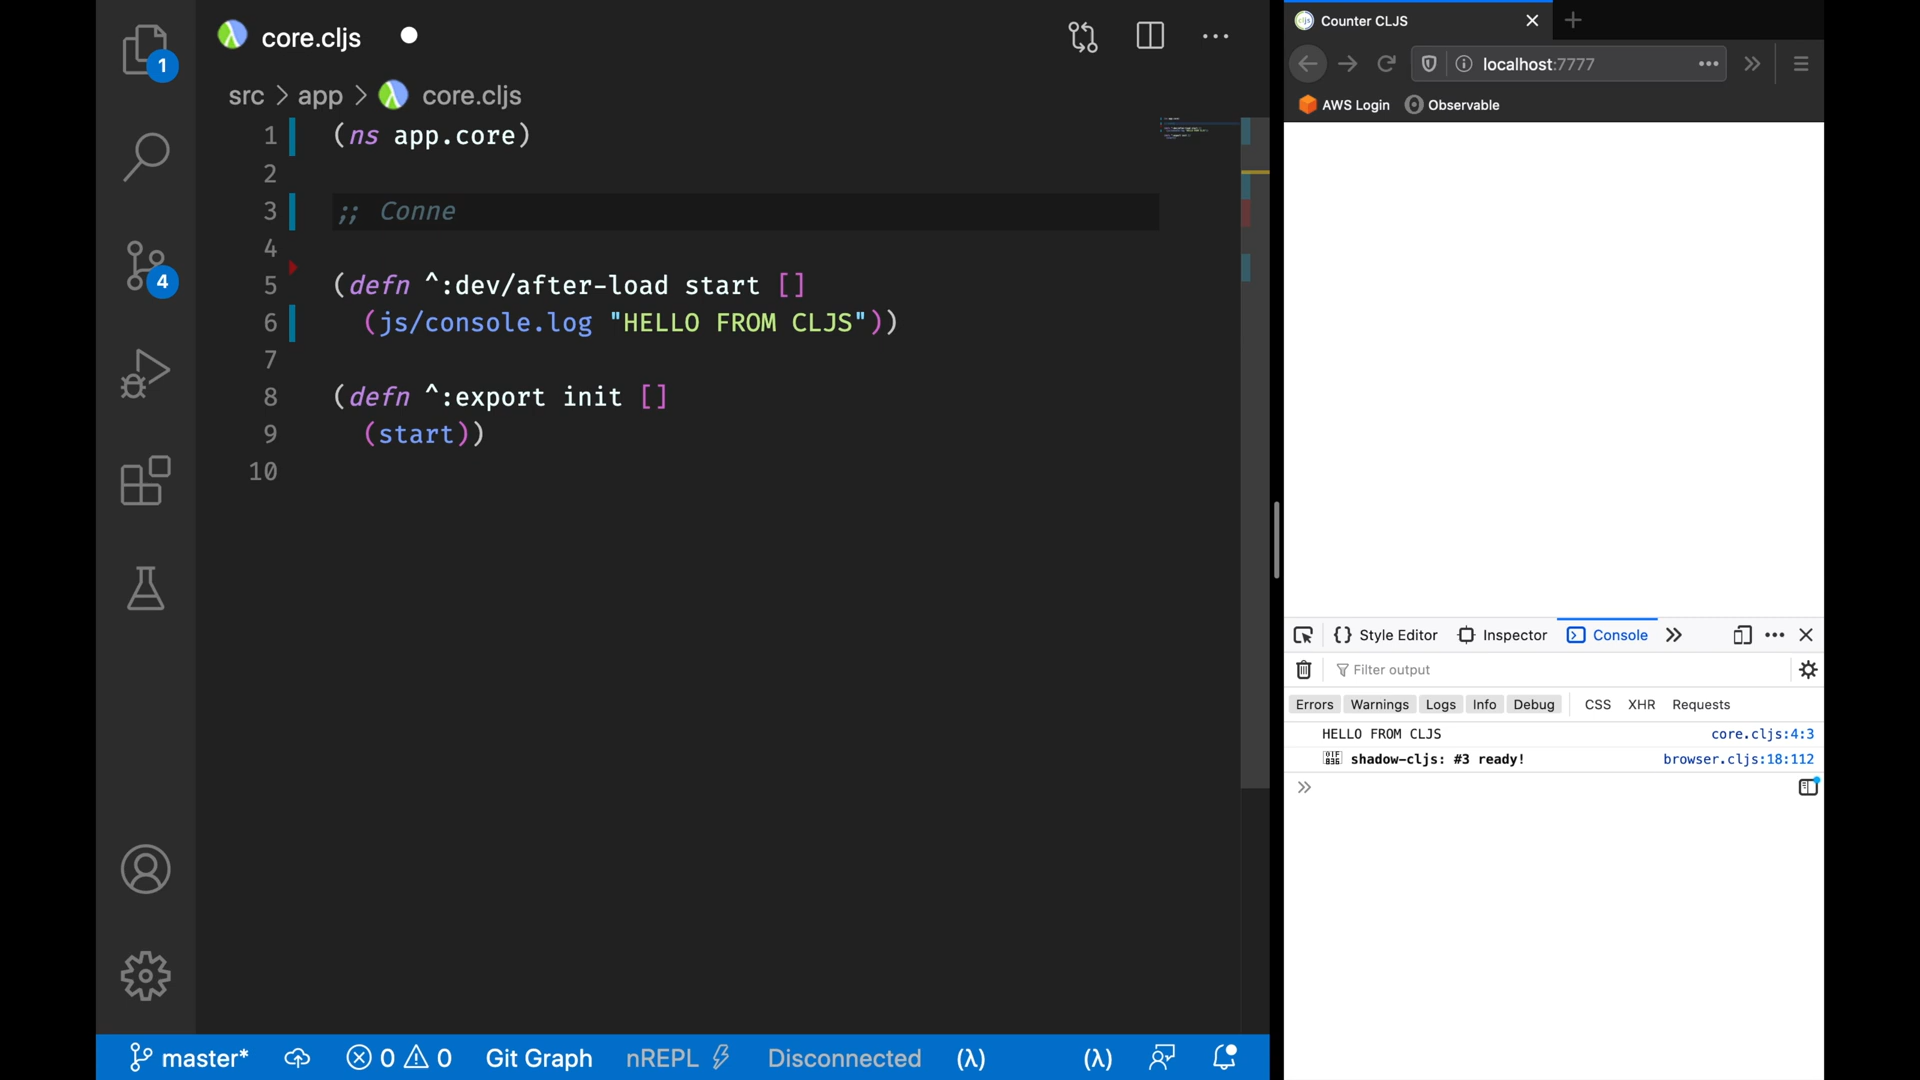 core.cljs
1
src > app > core.cljs
1 (ns app.core)
2
3 ;; Conne
4
5 (defn ^:dev/after-load start []
6 (js/console.log "HELLO FROM CLJS"))
7
8 (defn ^:export init []
9 (start))
10
4
master* 0 0 Git Graph nREPL Disconnected (λ) (λ)
Counter CLJS
localhost:7777
AWS Login Observable
{} Style Editor Inspector Console
Filter output
Errors Warnings Logs Info Debug CSS XHR Requests
HELLO FROM CLJS core.cljs:4:3
shadow-cljs: #3 ready! browser.cljs:18:112